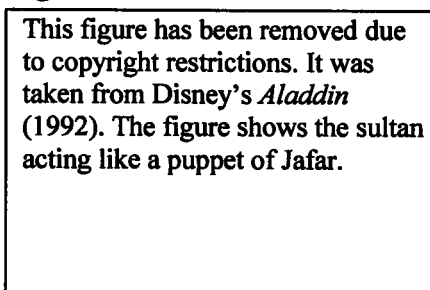 This figure has been removed due
to copyright restrictions. It was
taken from Disney's Aladdin
(1992). The figure shows the sultan
acting like a puppet of Jafar.